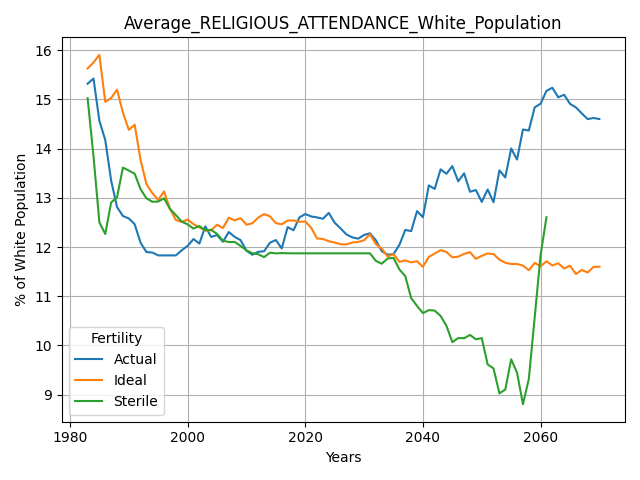 Average_RELIGIOUS_ATTENDANCE_White_Population
% of White Population
16
15
14
13
12
11
10
9
Fertility
Actual
Ideal
Sterile
1980
2000
2020
2040
2060
Years